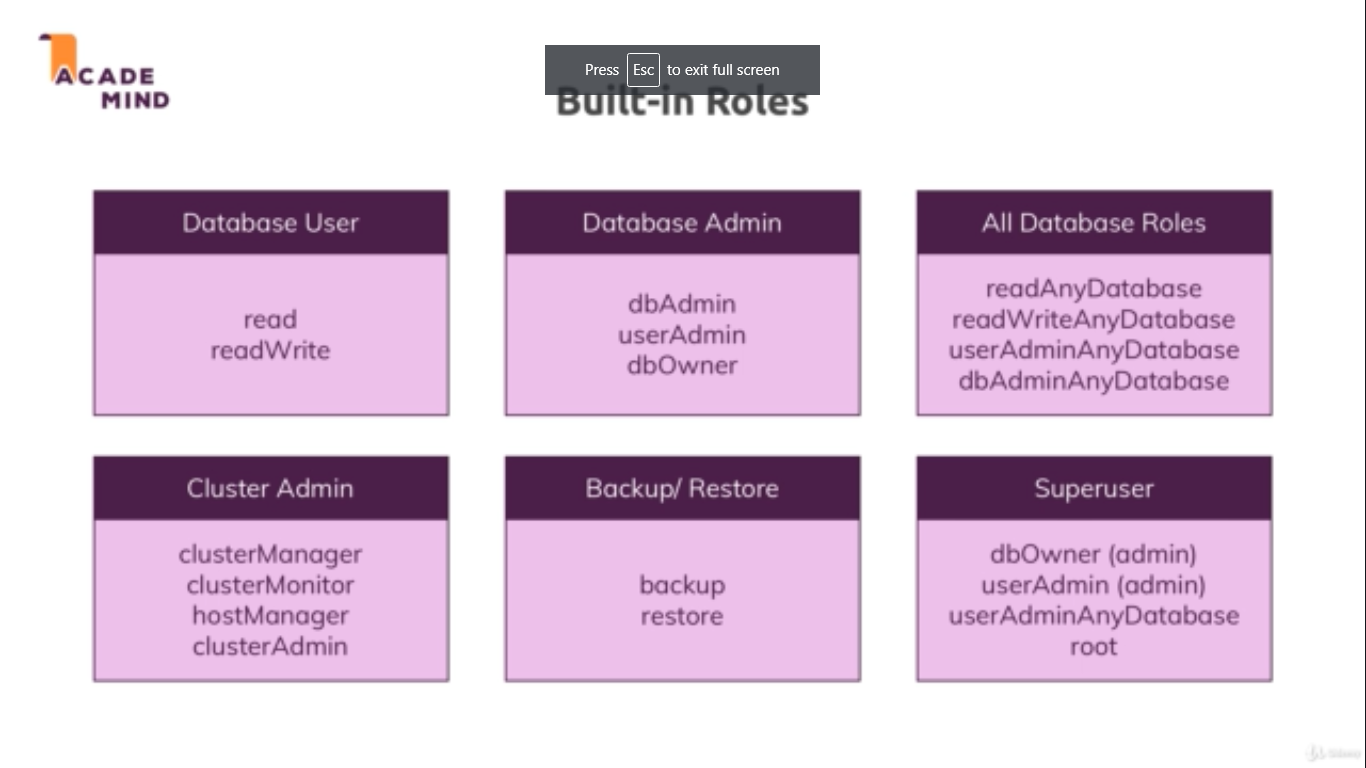 ACADE
MIND
Press Esc to exit full screen
Built-in Roles
Database User
read
readWrite
Database Admin
dbAdmin
userAdmin
dbOwner
All Database Roles
readAnyDatabase
readWriteAnyDatabase
userAdminAnyDatabase
dbAdminAnyDatabase
Cluster Admin
clusterManager
clusterMonitor
hostManager
clusterAdmin
Backup/ Restore
backup
restore
Superuser
dbOwner (admin)
userAdmin (admin)
userAdminAnyDatabase
root
Udemy